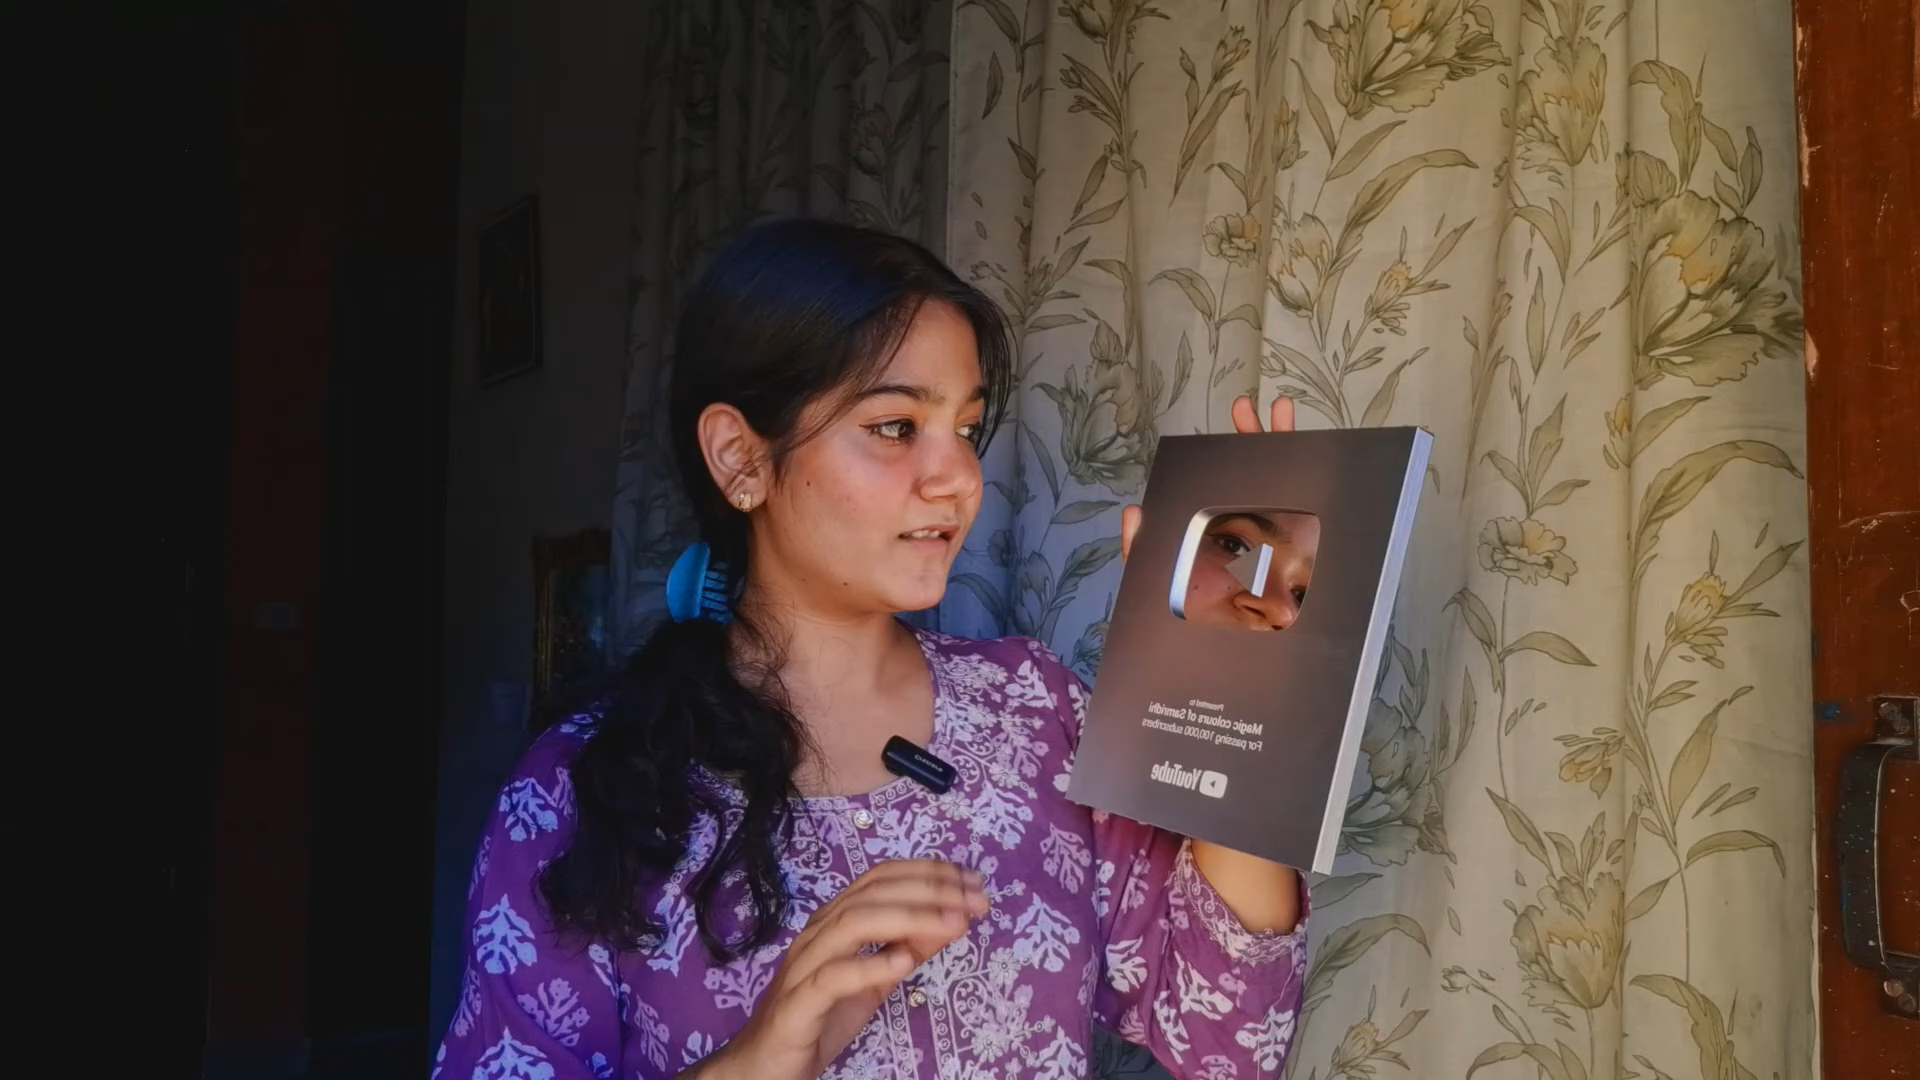 Presented to
Magic colours of Samridhi
For passing 100,000 subscribers
YouTube